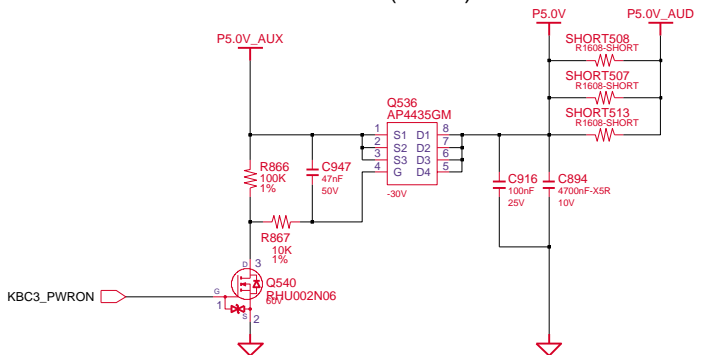 P5.0V
P5.0V_AUD
P5.0V_AUX
SHORT508
R1608-SHORT
SHORT507
R1608-SHORT
SHORT513
R1608-SHORT
Q536
AP4435GM
1 S1 D1 8
2 S2 D2 7
3 S3 D3 6
4 G D4 5
-30V
R866
100K
1%
C947
47nF
50V
C916
100nF
25V
C894
4700nF-X5R
10V
R867
10K
1%
D 3
Q540
RHU002N06
60V
KBC3_PWRON
G
1
S
2